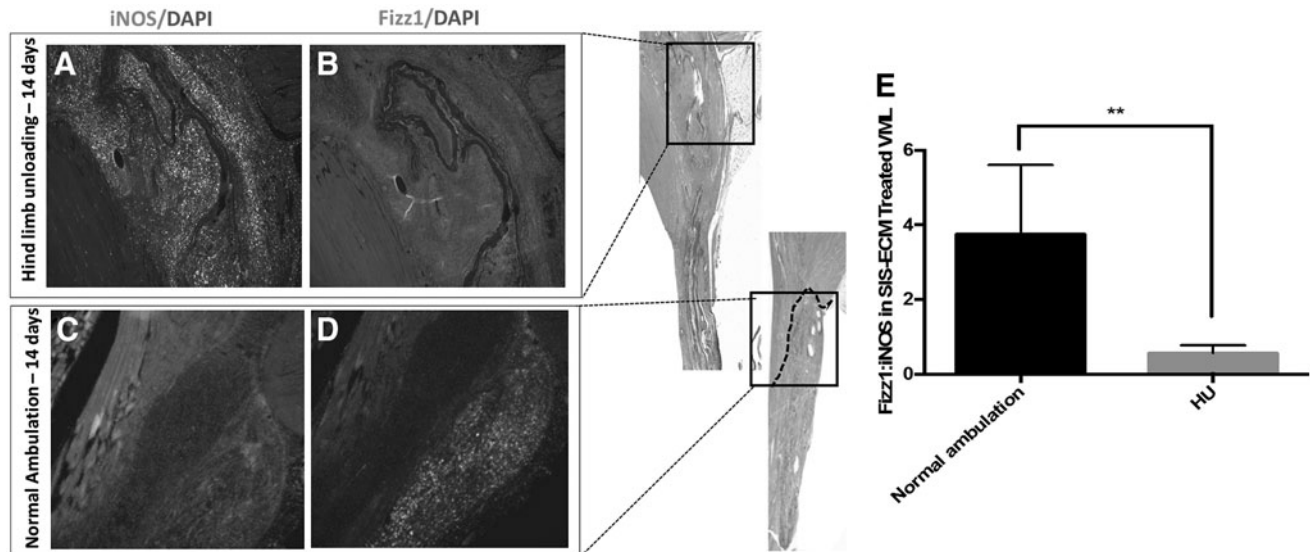 iNOS/DAPI
Fizz1/DAPI
Hind limb unloading – 14 days
A
B
Normal Ambulation – 14 days
C
D
E
Fizz1:iNOS in SIS-ECM Treated VML
**
6
4
2
0
Normal ambulation
HU